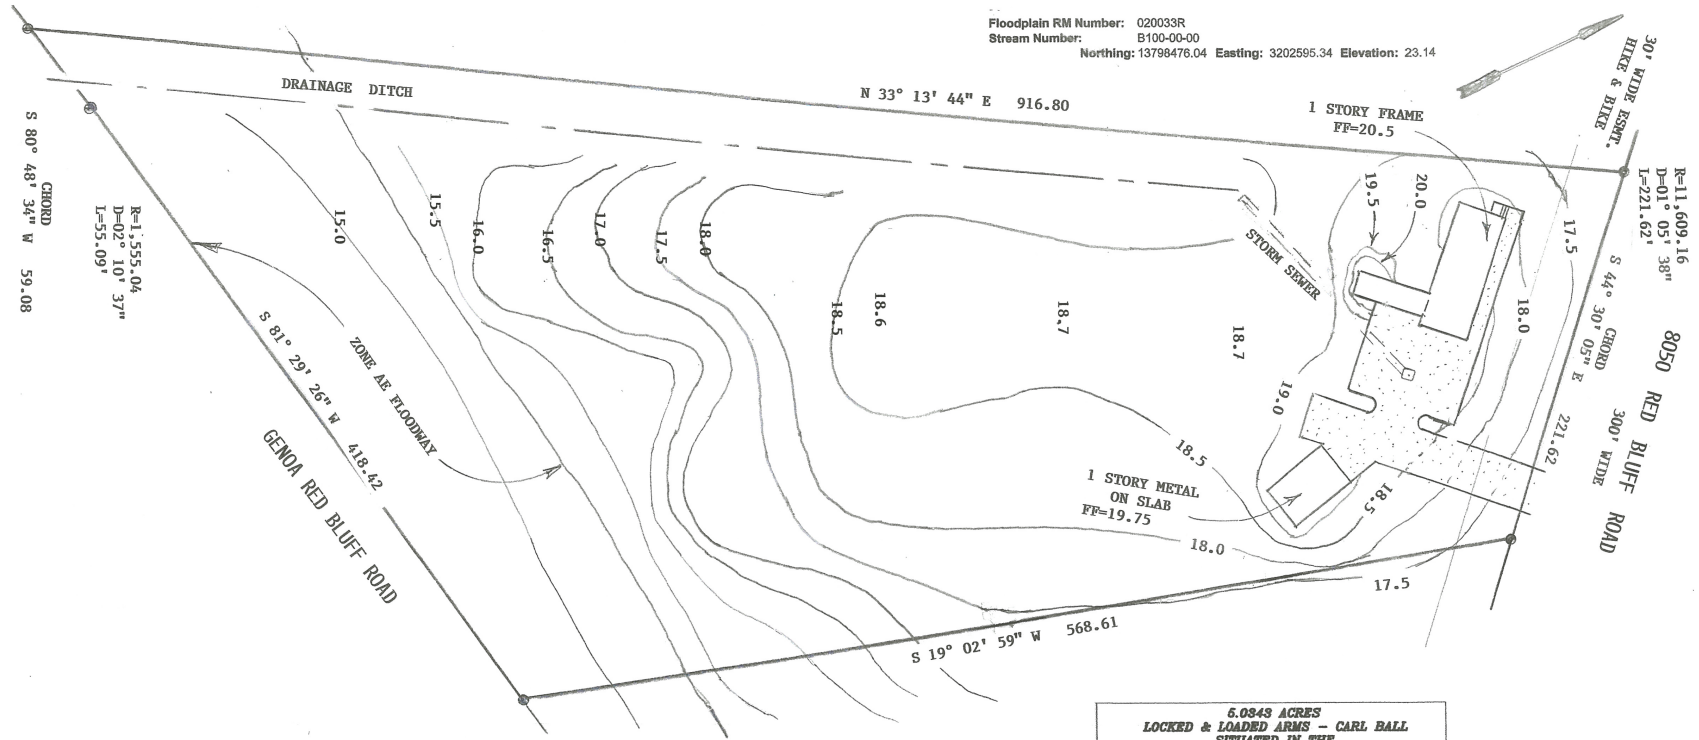 Floodplain RM Number: 020033R
Stream Number: B100-00-00
Northing: 13798476.04 Easting: 3202595.34 Elevation: 23.14
30' WIDE ESMT.
HIKE & BIKE
DRAINAGE DITCH
N 33° 13' 44" E 916.80
1 STORY FRAME
FF=20.5
R=11,609.16
D=01° 05' 38"
L=221.62'
S 80° 48' 34" W 59.08
CHORD
R=1,555.04
D=02° 10' 37"
L=55.09'
15.0
15.5
16.0
16.5
17.0
17.5
18.0
18.5
18.6
18.7
18.7
STORM SEWER
19.5
20.0
17.5
18.0
19.0
S 44° 30' 05" E 221.62
CHORD
8050 RED BLUFF ROAD
300' WIDE
S 81° 29' 26" W 418.42
ZONE AE FLOODWAY
GENOA RED BLUFF ROAD
18.5
18.5
1 STORY METAL
ON SLAB
FF=19.75
18.0
17.5
S 19° 02' 59" W 568.61
5.0343 ACRES
LOCKED & LOADED ARMS - CARL BALL
SITUATED IN THE